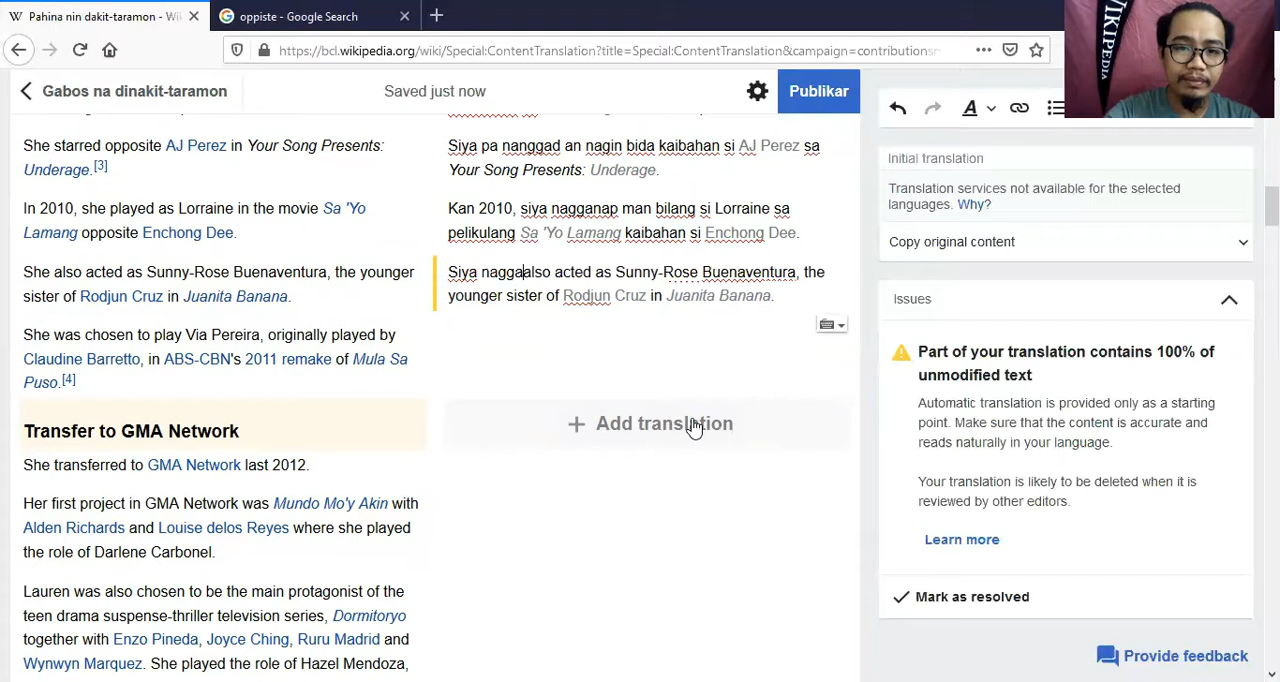 Pahina nin dakit-taramon - Wi
oppiste - Google Search
https://bcl.wikipedia.org/wiki/Special:ContentTranslation?title=Special:ContentTranslation&campaign=contributions
WIKIPEDIA
Gabos na dinakit-taramon
Saved just now
Publikar
She starred opposite AJ Perez in Your Song Presents:
Underage.[3]
In 2010, she played as Lorraine in the movie Sa 'Yo
Lamang opposite Enchong Dee.
She also acted as Sunny-Rose Buenaventura, the younger
sister of Rodjun Cruz in Juanita Banana.
She was chosen to play Via Pereira, originally played by
Claudine Barretto, in ABS-CBN's 2011 remake of Mula Sa
Puso.[4]
Transfer to GMA Network
She transferred to GMA Network last 2012.
Her first project in GMA Network was Mundo Mo'y Akin with
Alden Richards and Louise delos Reyes where she played
the role of Darlene Carbonel.
Lauren was also chosen to be the main protagonist of the
teen drama suspense-thriller television series, Dormitoryo
together with Enzo Pineda, Joyce Ching, Ruru Madrid and
Wynwyn Marquez. She played the role of Hazel Mendoza,
Siya pa nanggad an nagin bida kaibahan si AJ Perez sa
Your Song Presents: Underage.
Kan 2010, siya nagganap man bilang si Lorraine sa
pelikulang Sa 'Yo Lamang kaibahan si Enchong Dee.
Siya naggaalso acted as Sunny-Rose Buenaventura, the
younger sister of Rodjun Cruz in Juanita Banana.
+ Add translation
A
Initial translation
Translation services not available for the selected
languages. Why?
Copy original content
Issues
Part of your translation contains 100% of
unmodified text
Automatic translation is provided only as a starting
point. Make sure that the content is accurate and
reads naturally in your language.
Your translation is likely to be deleted when it is
reviewed by other editors.
Learn more
Mark as resolved
Provide feedback